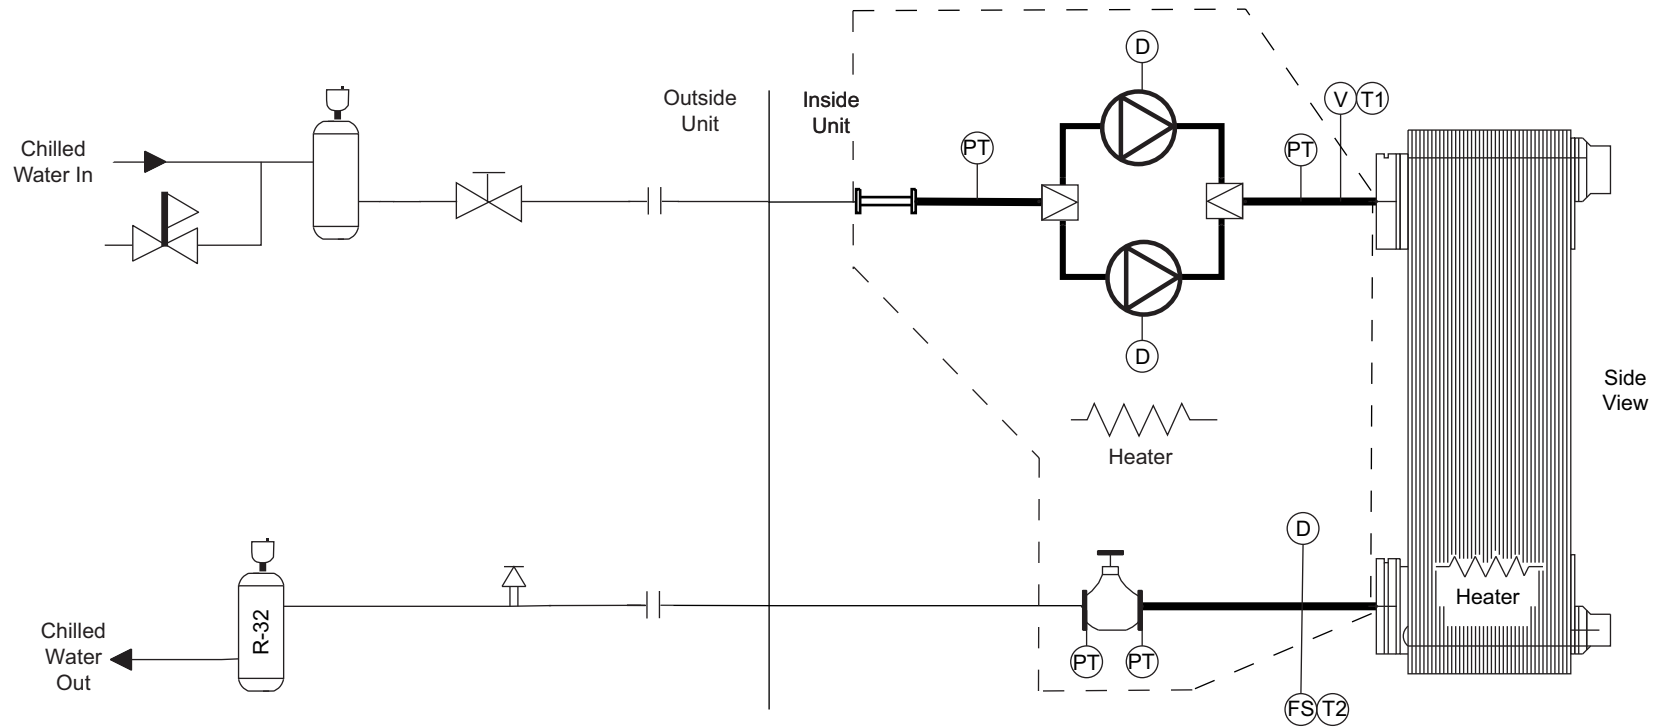 D
Outside
Unit
Inside
Unit
V T1
Chilled
Water In
PT
PT
D
Side
View
Heater
D
R-32
Heater
Chilled
Water
Out
PT
PT
FS T2